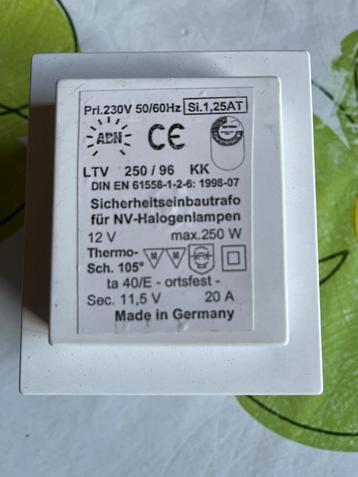 Pri.230V 50/60Hz Si.1,25AT
ABN CE
LTV 250/96 KK
DIN EN 61558-1-2-6: 1998-07
Sicherheitseinbautrafo
für NV-Halogenlampen
12 V max.250 W
Thermo-
Sch. 105° M M
ta 40/E - ortsfest -
Sec. 11,5 V 20 A
Made in Germany